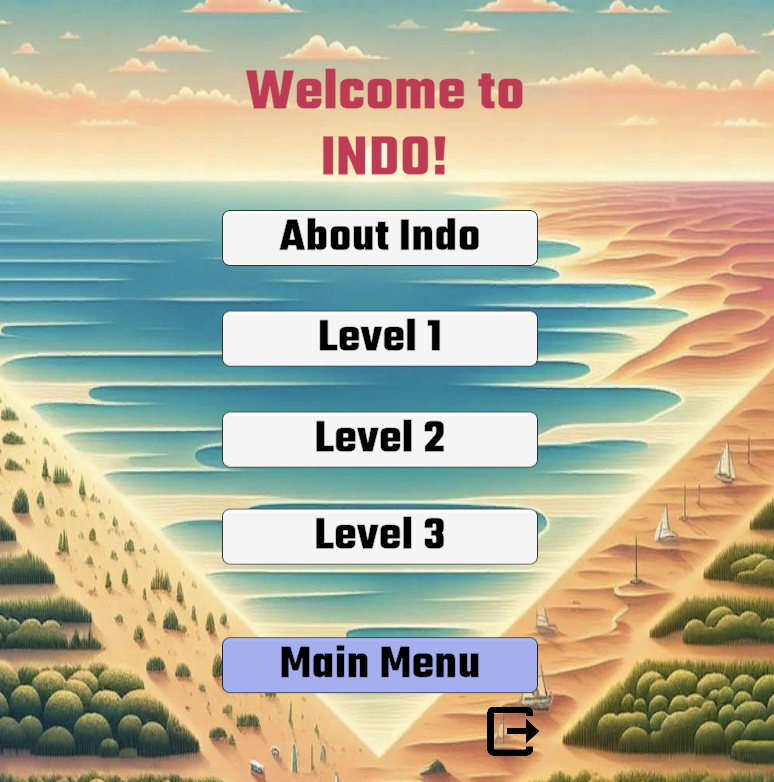 Welcome to
INDO!
About Indo
Level 1
Level 2
Level 3
Main Menu